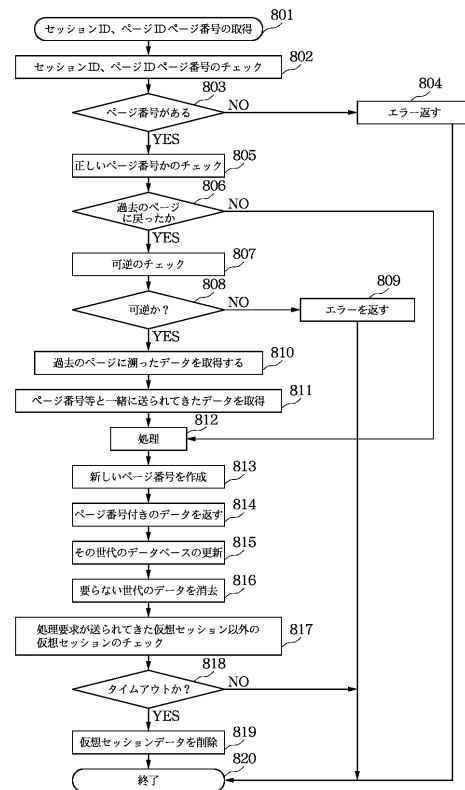 セッションID、ページIDページ番号の取得
801
セッションID、ページIDページ番号のチェック
802
ページ番号がある
803
NO
YES
エラー返す
804
正しいページ番号かのチェック
805
過去のページ
に戻ったか
806
NO
YES
可逆のチェック
807
可逆か?
808
NO
YES
エラーを返す
809
過去のページに遡ったデータを取得する
810
ページ番号等と一緒に送られてきたデータを取得
811
処理
812
新しいページ番号を作成
813
ページ番号付きのデータを返す
814
その世代のデータベースの更新
815
要らない世代のデータを消去
816
処理要求が送られてきた仮想セッション以外の
仮想セッションのチェック
817
タイムアウトか?
818
NO
YES
仮想セッションデータを削除
819
終了
820